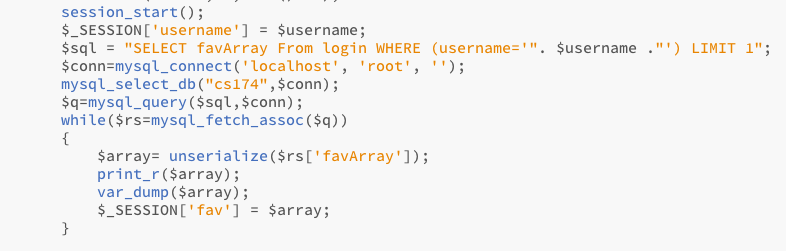 session_start();
$_SESSION['username'] = $username;
$sql = "SELECT favArray From login WHERE (username='". $username ."') LIMIT 1";
$conn=mysql_connect('localhost', 'root', '');
mysql_select_db("cs174",$conn);
$q=mysql_query($sql,$conn);
while($rs=mysql_fetch_assoc($q))
{
$array= unserialize($rs['favArray']);
print_r($array);
var_dump($array);
$_SESSION['fav'] = $array;
}